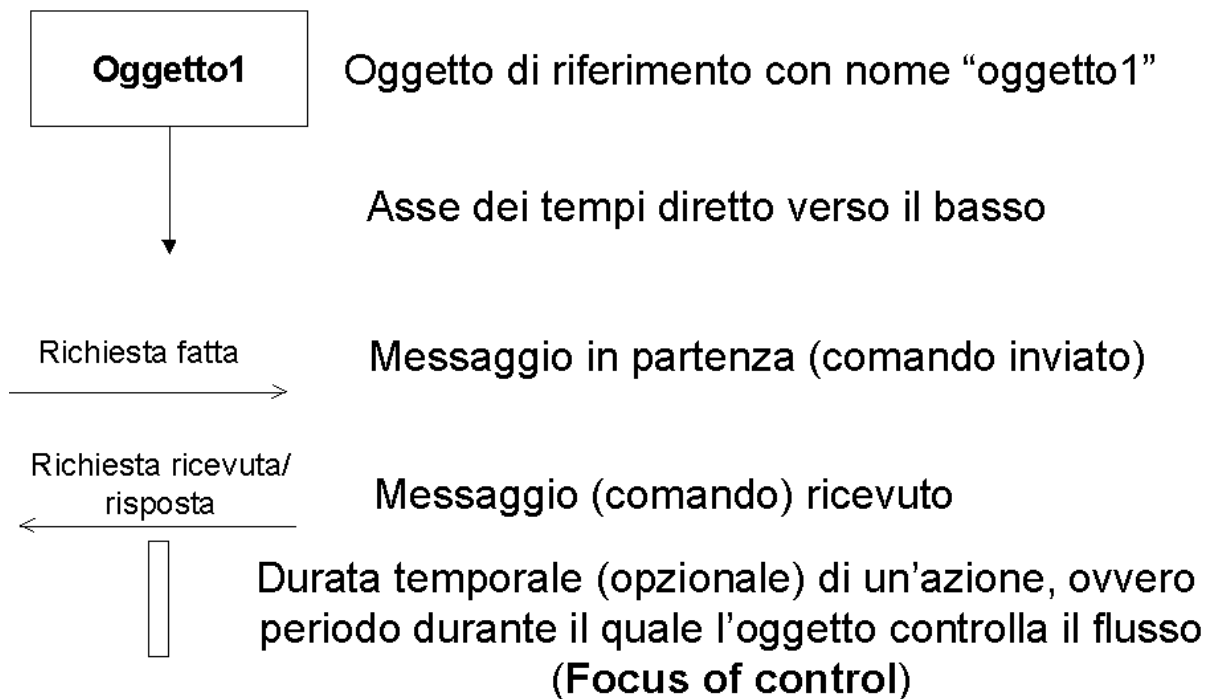 Oggetto1
Oggetto di riferimento con nome “oggetto1”
Asse dei tempi diretto verso il basso
Richiesta fatta
Messaggio in partenza (comando inviato)
Richiesta ricevuta/
risposta
Messaggio (comando) ricevuto
Durata temporale (opzionale) di un’azione, ovvero
periodo durante il quale l’oggetto controlla il flusso
(Focus of control)